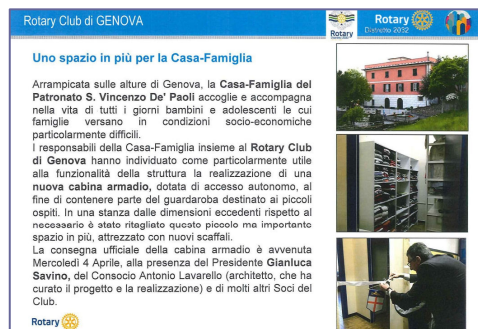 Rotary Club di GENOVA
Rotary
Rotary
Distretto 2032
Uno spazio in più per la Casa-Famiglia
Arrampicata sulle alture di Genova, la Casa-Famiglia del
Patronato S. Vincenzo De' Paoli accoglie e accompagna
nella vita di tutti i giorni bambini e adolescenti le cui
famiglie versano in condizioni socio-economiche
particolarmente difficili.
I responsabili della Casa-Famiglia insieme al Rotary Club
di Genova hanno individuato come particolarmente utile
alla funzionalità della struttura la realizzazione di una
nuova cabina armadio, dotata di accesso autonomo, al
fine di contenere parte del guardaroba destinato ai piccoli
ospiti. In una stanza dalle dimensioni eccedenti rispetto al
necessario è stato ritagliato questo piccolo ma importante
spazio in più, attrezzato con nuovi scaffali.
La consegna ufficiale della cabina armadio è avvenuta
Mercoledì 4 Aprile, alla presenza del Presidente Gianluca
Savino, del Consocio Antonio Lavarello (architetto, che ha
curato il progetto e la realizzazione) e di molti altri Soci del
Club.
Rotary